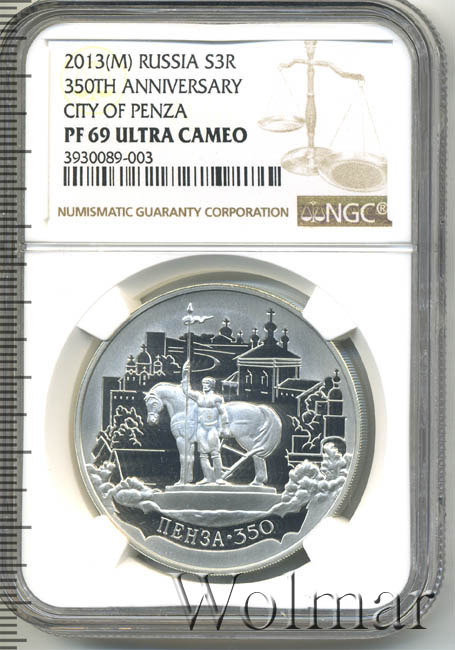 2013(M) RUSSIA S3R
350TH ANNIVERSARY
CITY OF PENZA
PF 69 ULTRA CAMEO
3930089-003
NUMISMATIC GUARANTY CORPORATION NGC®
ПЕНЗА·350
Wolmar